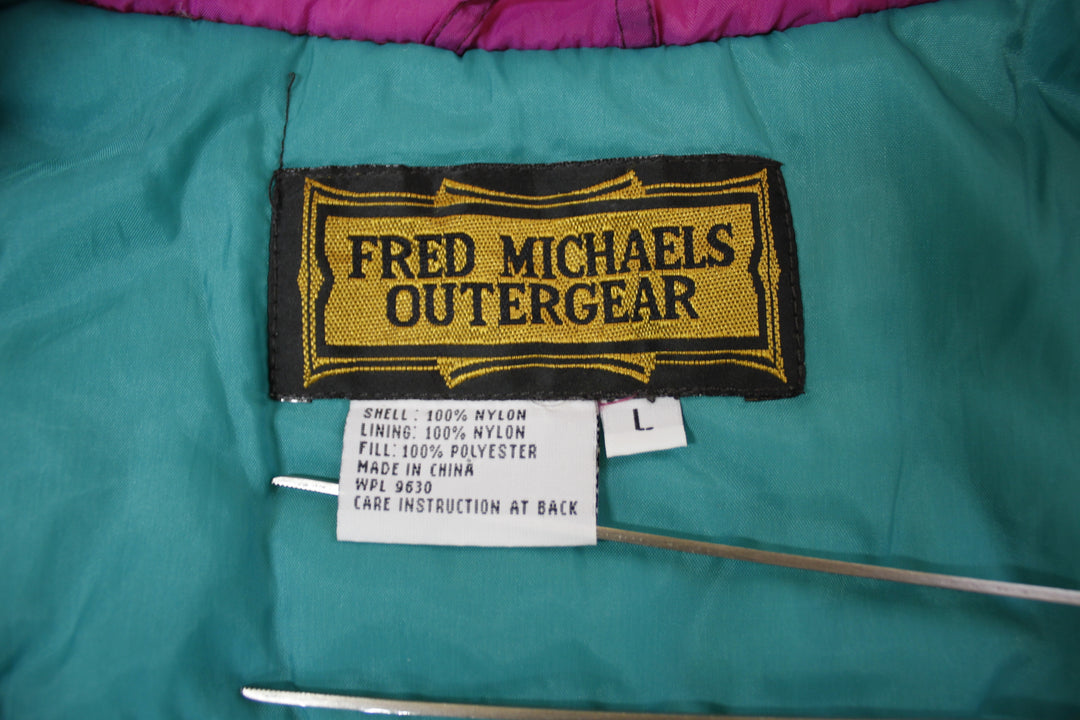 FRED MICHAELS
OUTERGEAR
SHELL: 100% NYLON
LINING: 100% NYLON
FILL: 100% POLYESTER
MADE IN CHINA
WPL 9630
CARE INSTRUCTION AT BACK
L